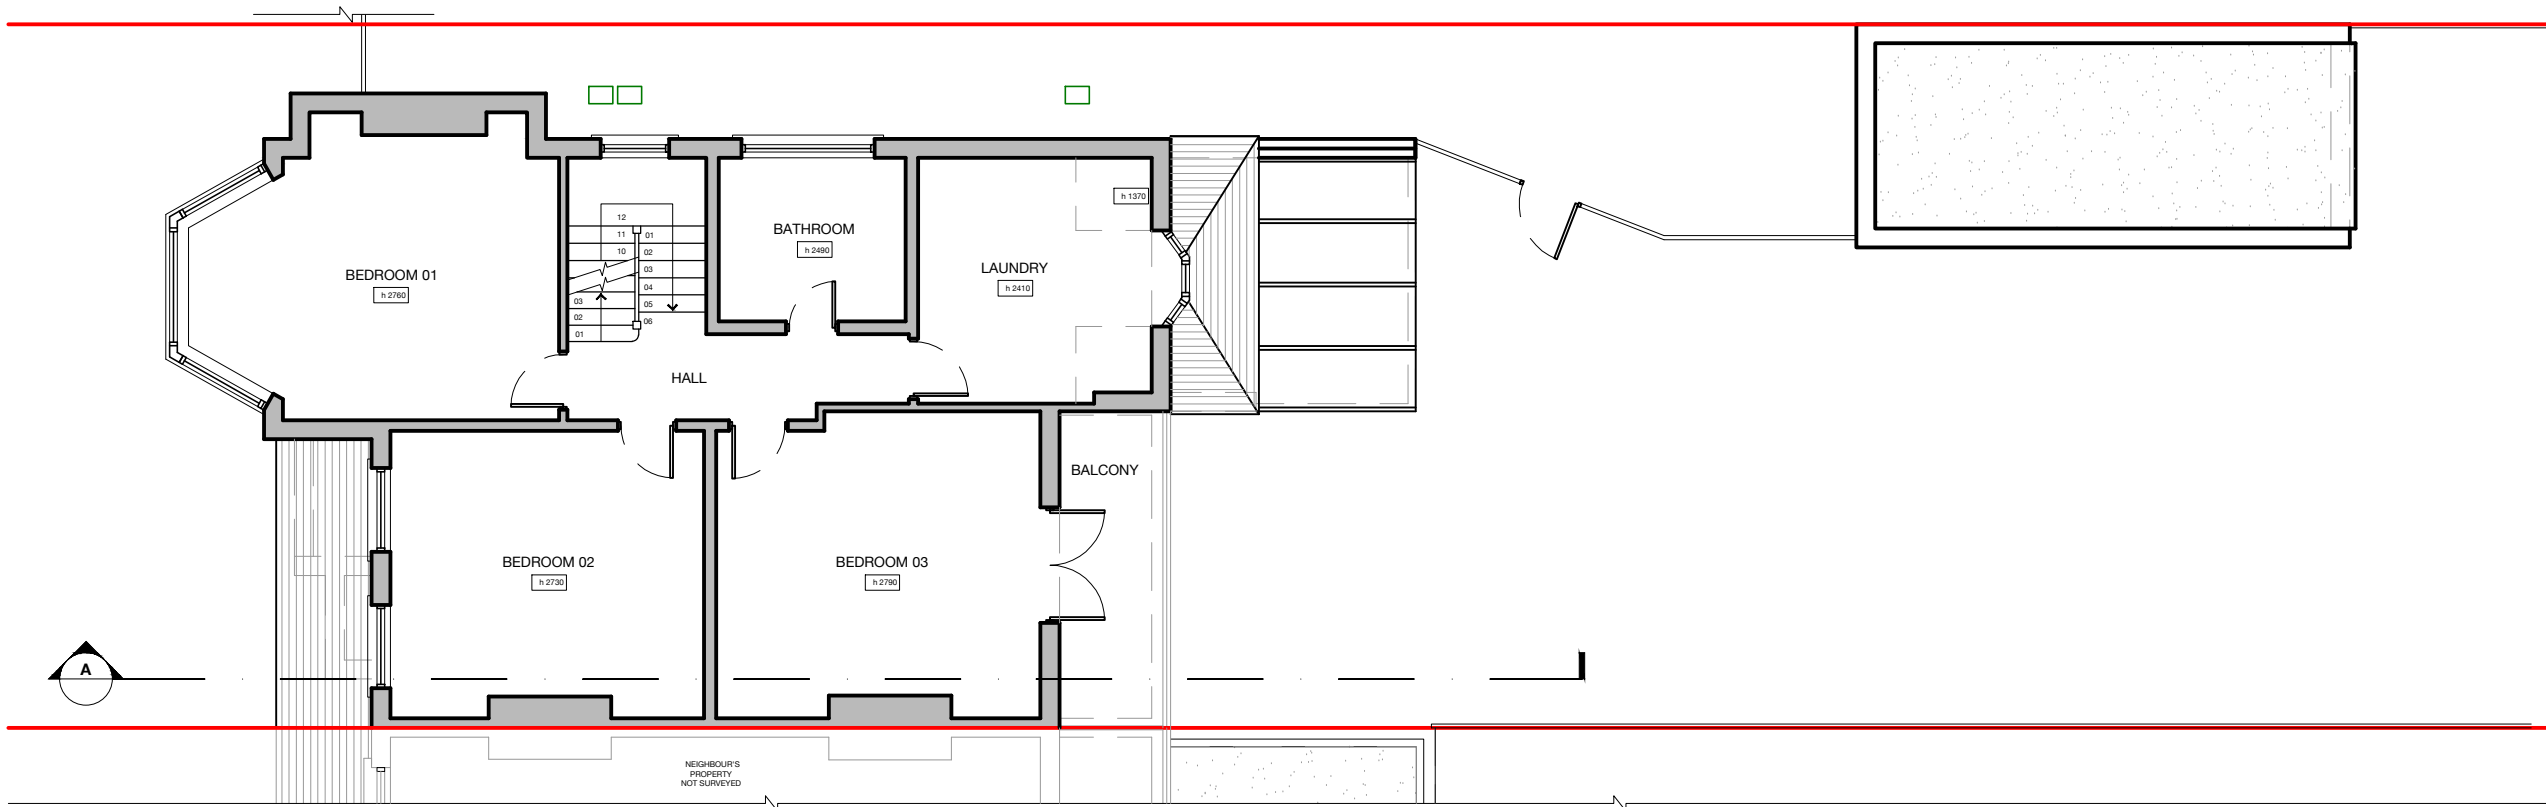 h 1370
12
11
10
01
02
03
04
05
06
03
02
01
BATHROOM
h 2490
BEDROOM 01
h 2760
LAUNDRY
h 2410
HALL
BALCONY
BEDROOM 02
h 2730
BEDROOM 03
h 2790
A
NEIGHBOUR'S
PROPERTY
NOT SURVEYED